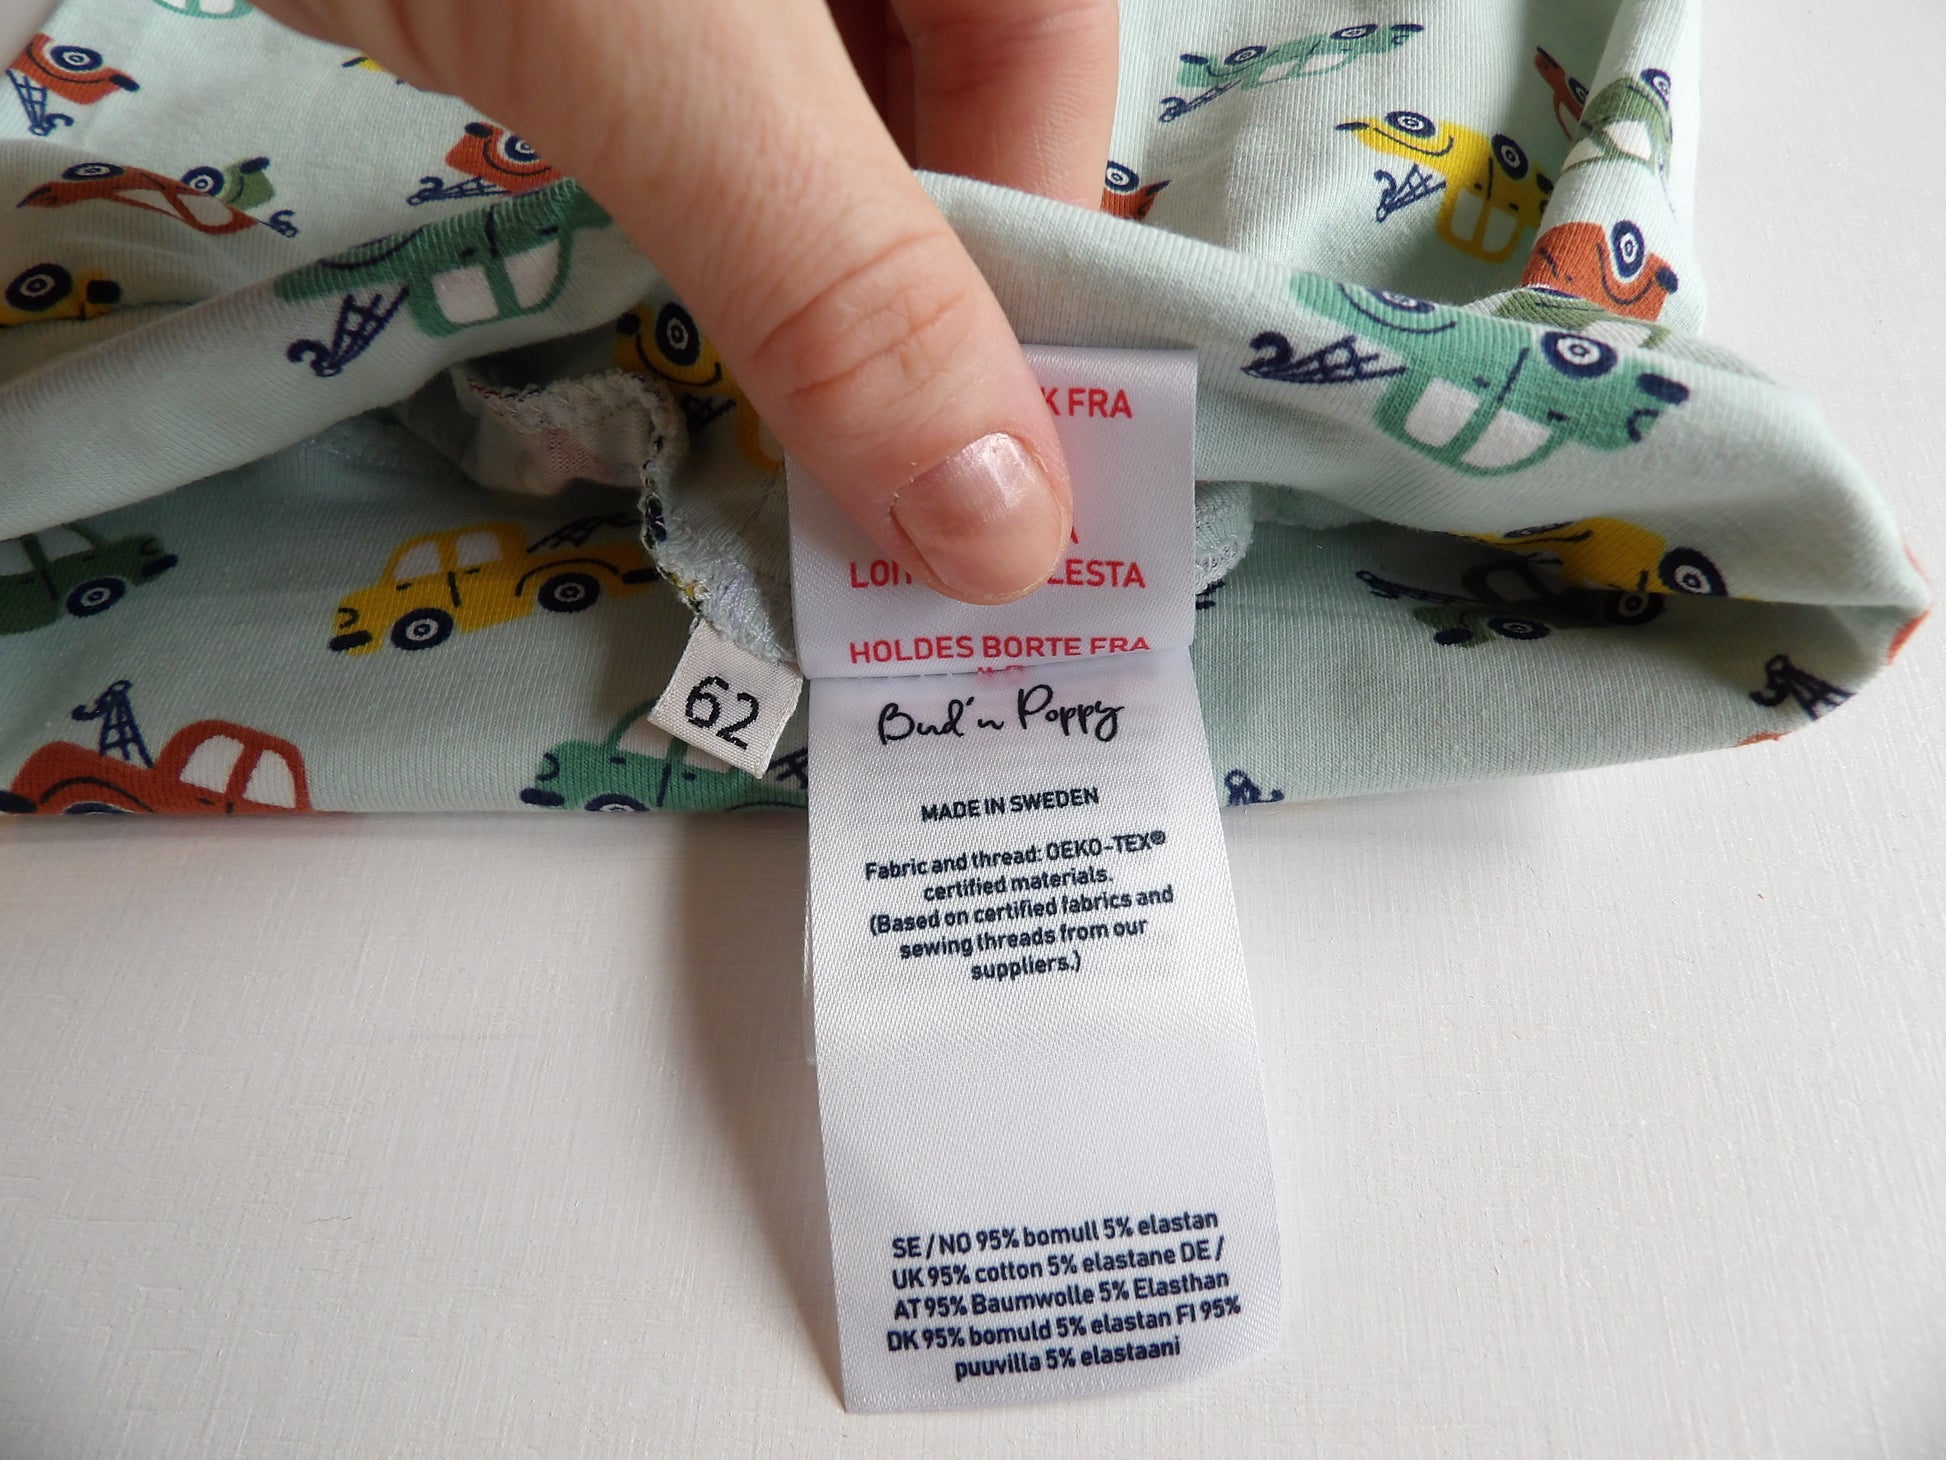 K FRA
LESTA
HOLDES BORTE FRA
62
Bud'n Poppy
MADE IN SWEDEN
Fabric and thread: OEKO-TEX®
certified materials.
(Based on certified fabrics and
sewing threads from our
suppliers.)
SE / NO 95% bomull 5% elastan
UK 95% cotton 5% elastane DE /
AT 95% Baumwolle 5% Elasthan
DK 95% bomuld 5% elastan FI 95%
puuvilla 5% elastaani